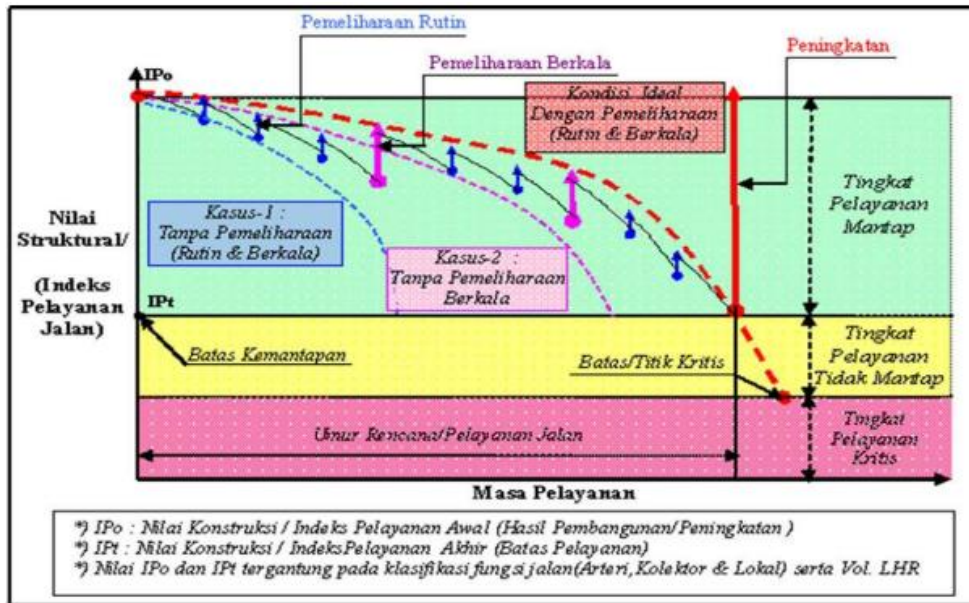 Pemeliharaan Rutin
Pemeliharaan Berkala
Peningkatan
IPo
Kondisi Ideal
Dengan Pemeliharaan
(Rutin & Berkala)
Tingkat
Pelayanan
Mantap
Nilai
Struktural/
(Indeks
Pelayanan
Jalan)
Kasus-1 :
Tanpa Pemeliharaan
(Rutin & Berkala)
Kasus-2 :
Tanpa Pemeliharaan
Berkala
IPt
Batas Kemantapan
Batas/Titik Kritis
Tingkat
Pelayanan
Tidak Mantap
Umur Rencana/Pelayanan Jalan
Tingkat
Pelayanan
Kritis
Masa Pelayanan
*) IPo : Nilai Konstruksi / Indeks Pelayanan Awal (Hasil Pembangunan/Peningkatan )
*) IPt : Nilai Konstruksi / IndeksPelayanan Akhir (Batas Pelayanan)
*) Nilai IPo dan IPt tergantung pada klasifikasi fungsi jalan(Arteri,Kolektor & Lokal) serta Vol. LHR